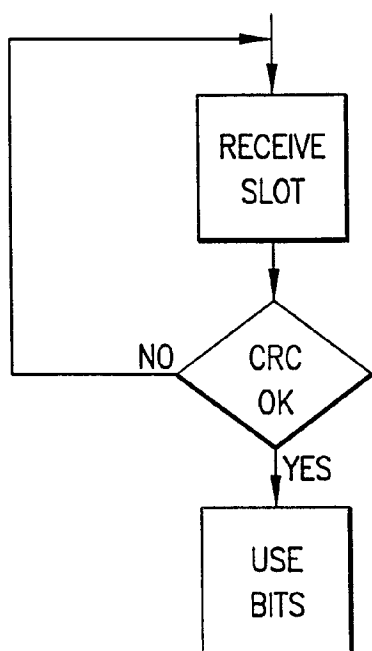 RECEIVE
SLOT
CRC
OK
NO
YES
USE
BITS